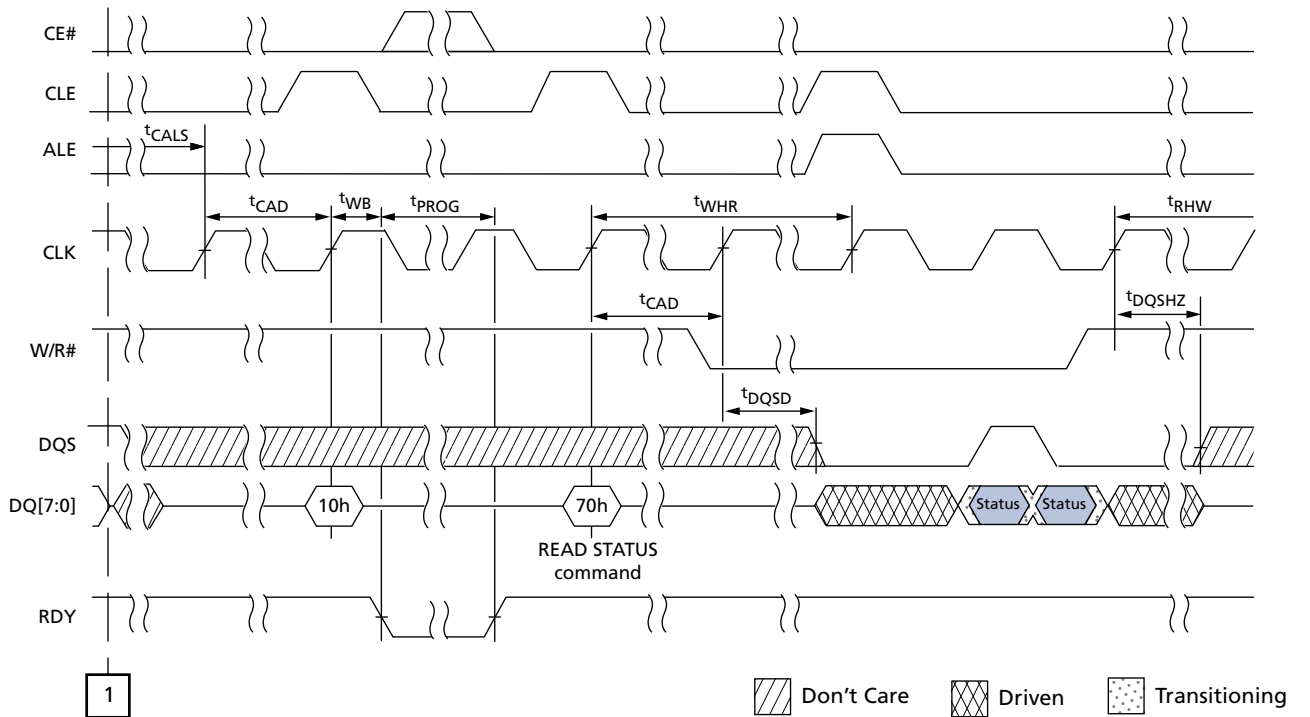 CE#
CLE
tCALS
ALE
tCAD
tWB
tPROG
tWHR
tRHW
CLK
tCAD
tDQSHZ
W/R#
tDQSD
DQS
DQ[7:0]
10h
70h
Status
Status
READ STATUS
command
RDY
1
Don't Care
Driven
Transitioning